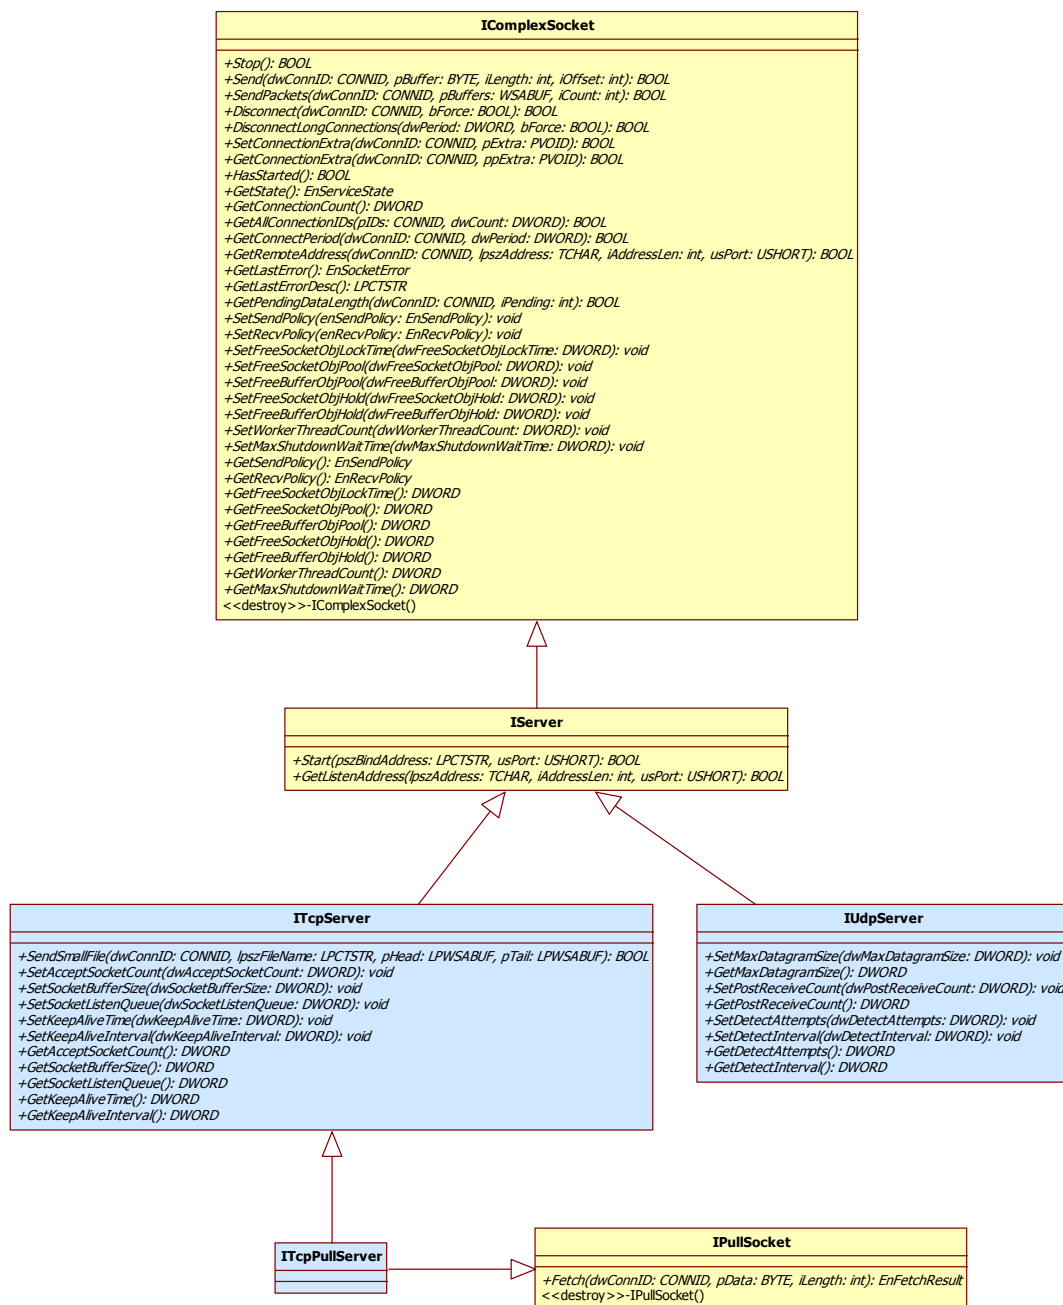 IComplexSocket
+Stop(): BOOL
+Send(dwConnID: CONNID, pBuffer: BYTE, iLength: int, iOffset: int): BOOL
+SendPackets(dwConnID: CONNID, pBuffers: WSABUF, iCount: int): BOOL
+Disconnect(dwConnID: CONNID, bForce: BOOL): BOOL
+DisconnectLongConnections(dwPeriod: DWORD, bForce: BOOL): BOOL
+SetConnectionExtra(dwConnID: CONNID, pExtra: PVOID): BOOL
+GetConnectionExtra(dwConnID: CONNID, ppExtra: PVOID): BOOL
+HasStarted(): BOOL
+GetState(): EnServiceState
+GetConnectionCount(): DWORD
+GetAllConnectionIDs(pIDs: CONNID, dwCount: DWORD): BOOL
+GetConnectPeriod(dwConnID: CONNID, dwPeriod: DWORD): BOOL
+GetRemoteAddress(dwConnID: CONNID, lpszAddress: TCHAR, iAddressLen: int, usPort: USHORT): BOOL
+GetLastError(): EnSocketError
+GetLastErrorDesc(): LPCTSTR
+GetPendingDataLength(dwConnID: CONNID, iPending: int): BOOL
+SetSendPolicy(enSendPolicy: EnSendPolicy): void
+SetRecvPolicy(enRecvPolicy: EnRecvPolicy): void
+SetFreeSocketObjLockTime(dwFreeSocketObjLockTime: DWORD): void
+SetFreeSocketObjPool(dwFreeSocketObjPool: DWORD): void
+SetFreeBufferObjPool(dwFreeBufferObjPool: DWORD): void
+SetFreeSocketObjHold(dwFreeSocketObjHold: DWORD): void
+SetFreeBufferObjHold(dwFreeBufferObjHold: DWORD): void
+SetWorkerThreadCount(dwWorkerThreadCount: DWORD): void
+SetMaxShutdownWaitTime(dwMaxShutdownWaitTime: DWORD): void
+GetSendPolicy(): EnSendPolicy
+GetRecvPolicy(): EnRecvPolicy
+GetFreeSocketObjLockTime(): DWORD
+GetFreeSocketObjPool(): DWORD
+GetFreeBufferObjPool(): DWORD
+GetFreeSocketObjHold(): DWORD
+GetFreeBufferObjHold(): DWORD
+GetWorkerThreadCount(): DWORD
+GetMaxShutdownWaitTime(): DWORD
<<destroy>>-IComplexSocket()
IServer
+Start(pszBindAddress: LPCTSTR, usPort: USHORT): BOOL
+GetListenAddress(lpszAddress: TCHAR, iAddressLen: int, usPort: USHORT): BOOL
ITcpServer
+SendSmallFile(dwConnID: CONNID, lpszFileName: LPCTSTR, pHead: LPWSABUF, pTail: LPWSABUF): BOOL
+SetAcceptSocketCount(dwAcceptSocketCount: DWORD): void
+SetSocketBufferSize(dwSocketBufferSize: DWORD): void
+SetSocketListenQueue(dwSocketListenQueue: DWORD): void
+SetKeepAliveTime(dwKeepAliveTime: DWORD): void
+SetKeepAliveInterval(dwKeepAliveInterval: DWORD): void
+GetAcceptSocketCount(): DWORD
+GetSocketBufferSize(): DWORD
+GetSocketListenQueue(): DWORD
+GetKeepAliveTime(): DWORD
+GetKeepAliveInterval(): DWORD
IUdpServer
+SetMaxDatagramSize(dwMaxDatagramSize: DWORD): void
+GetMaxDatagramSize(): DWORD
+SetPostReceiveCount(dwPostReceiveCount: DWORD): void
+GetPostReceiveCount(): DWORD
+SetDetectAttempts(dwDetectAttempts: DWORD): void
+SetDetectInterval(dwDetectInterval: DWORD): void
+GetDetectAttempts(): DWORD
+GetDetectInterval(): DWORD
ITcpPullServer
IPullSocket
+Fetch(dwConnID: CONNID, pData: BYTE, iLength: int): EnFetchResult
<<destroy>>-IPullSocket()